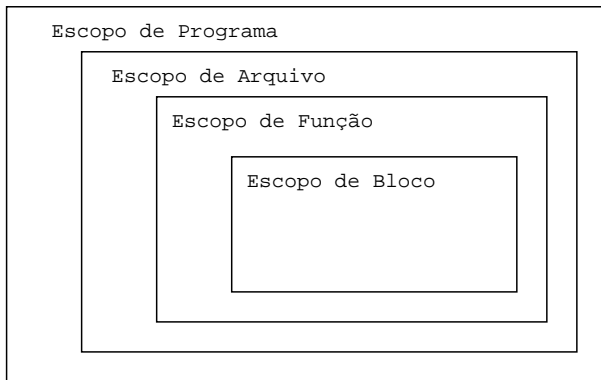 Escopo de Programa
Escopo de Arquivo
Escopo de Função
Escopo de Bloco